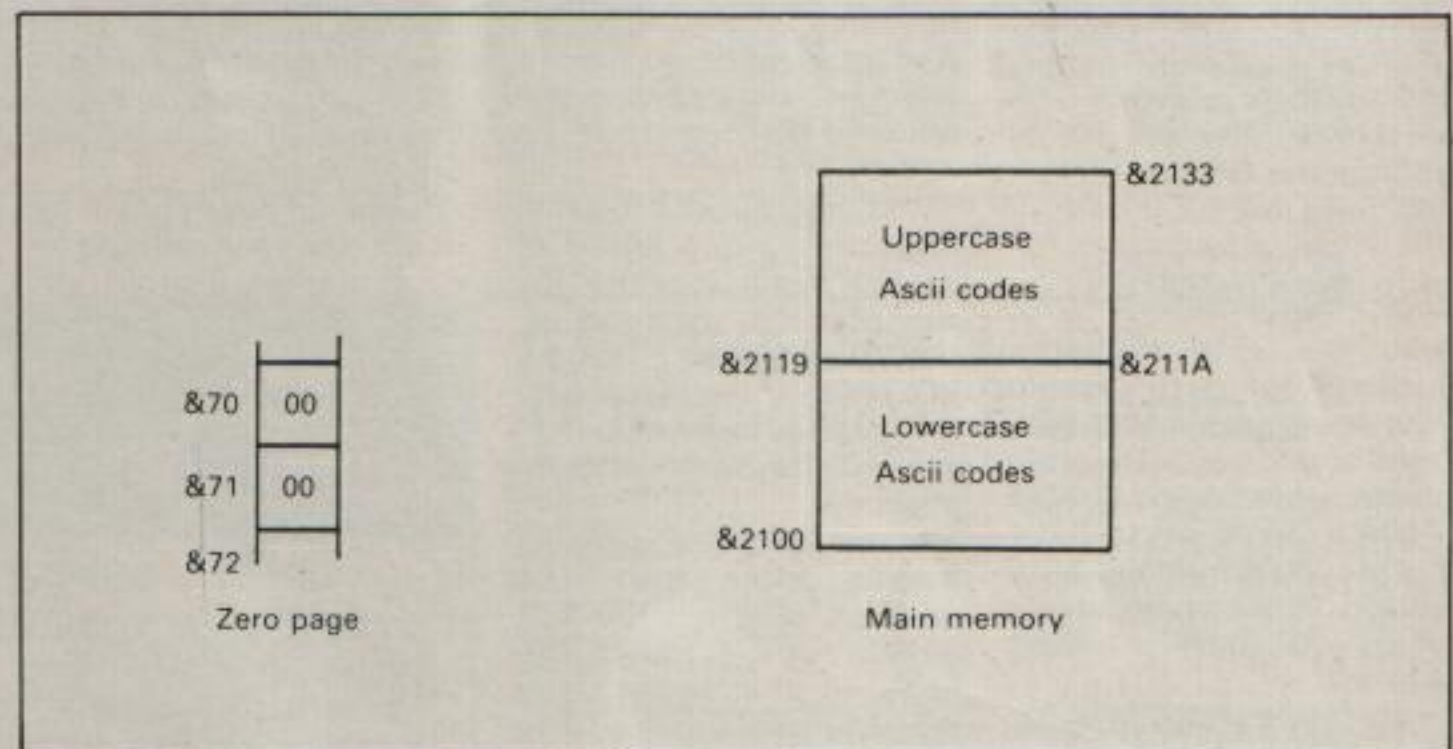 &2133
Uppercase
Ascii codes
&2119
&211A
&70 00
Lowercase
&71 00
Ascii codes
&2100
&72
Zero page
Main memory